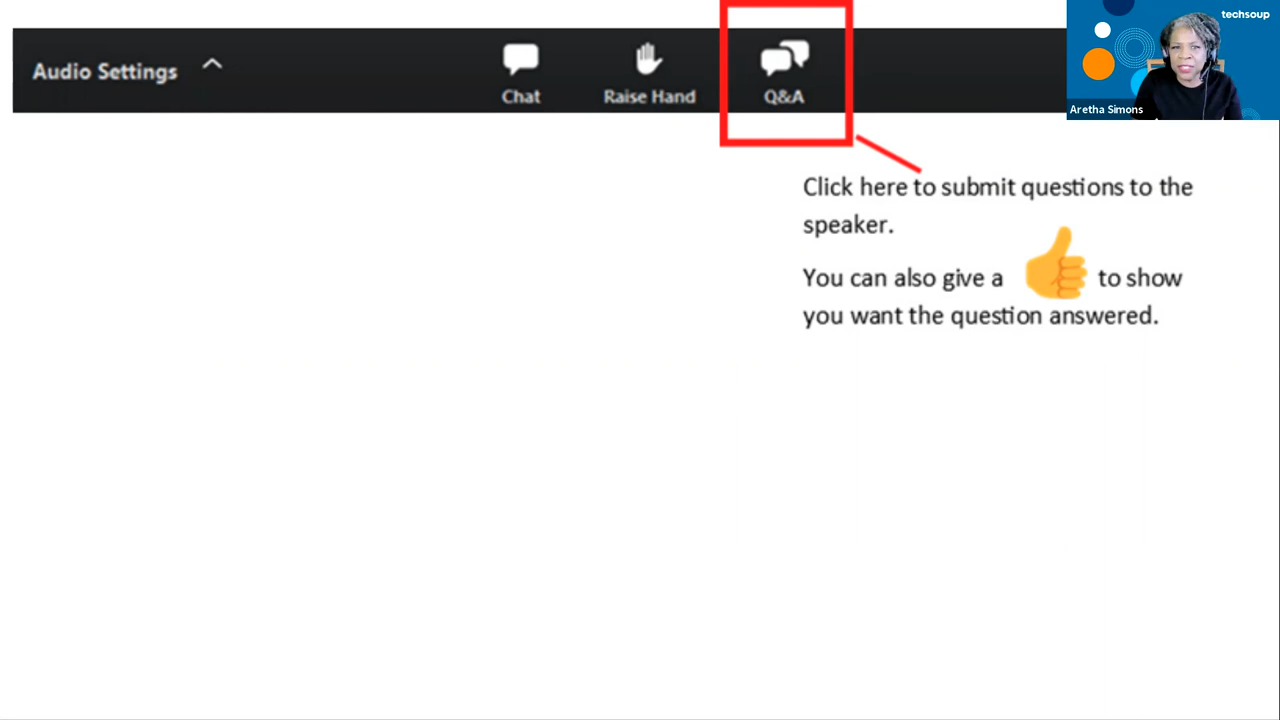 techsoup
Audio Settings
Chat
Raise Hand
Q&A
Aretha Simons
Click here to submit questions to the
speaker.
You can also give a to show
you want the question answered.